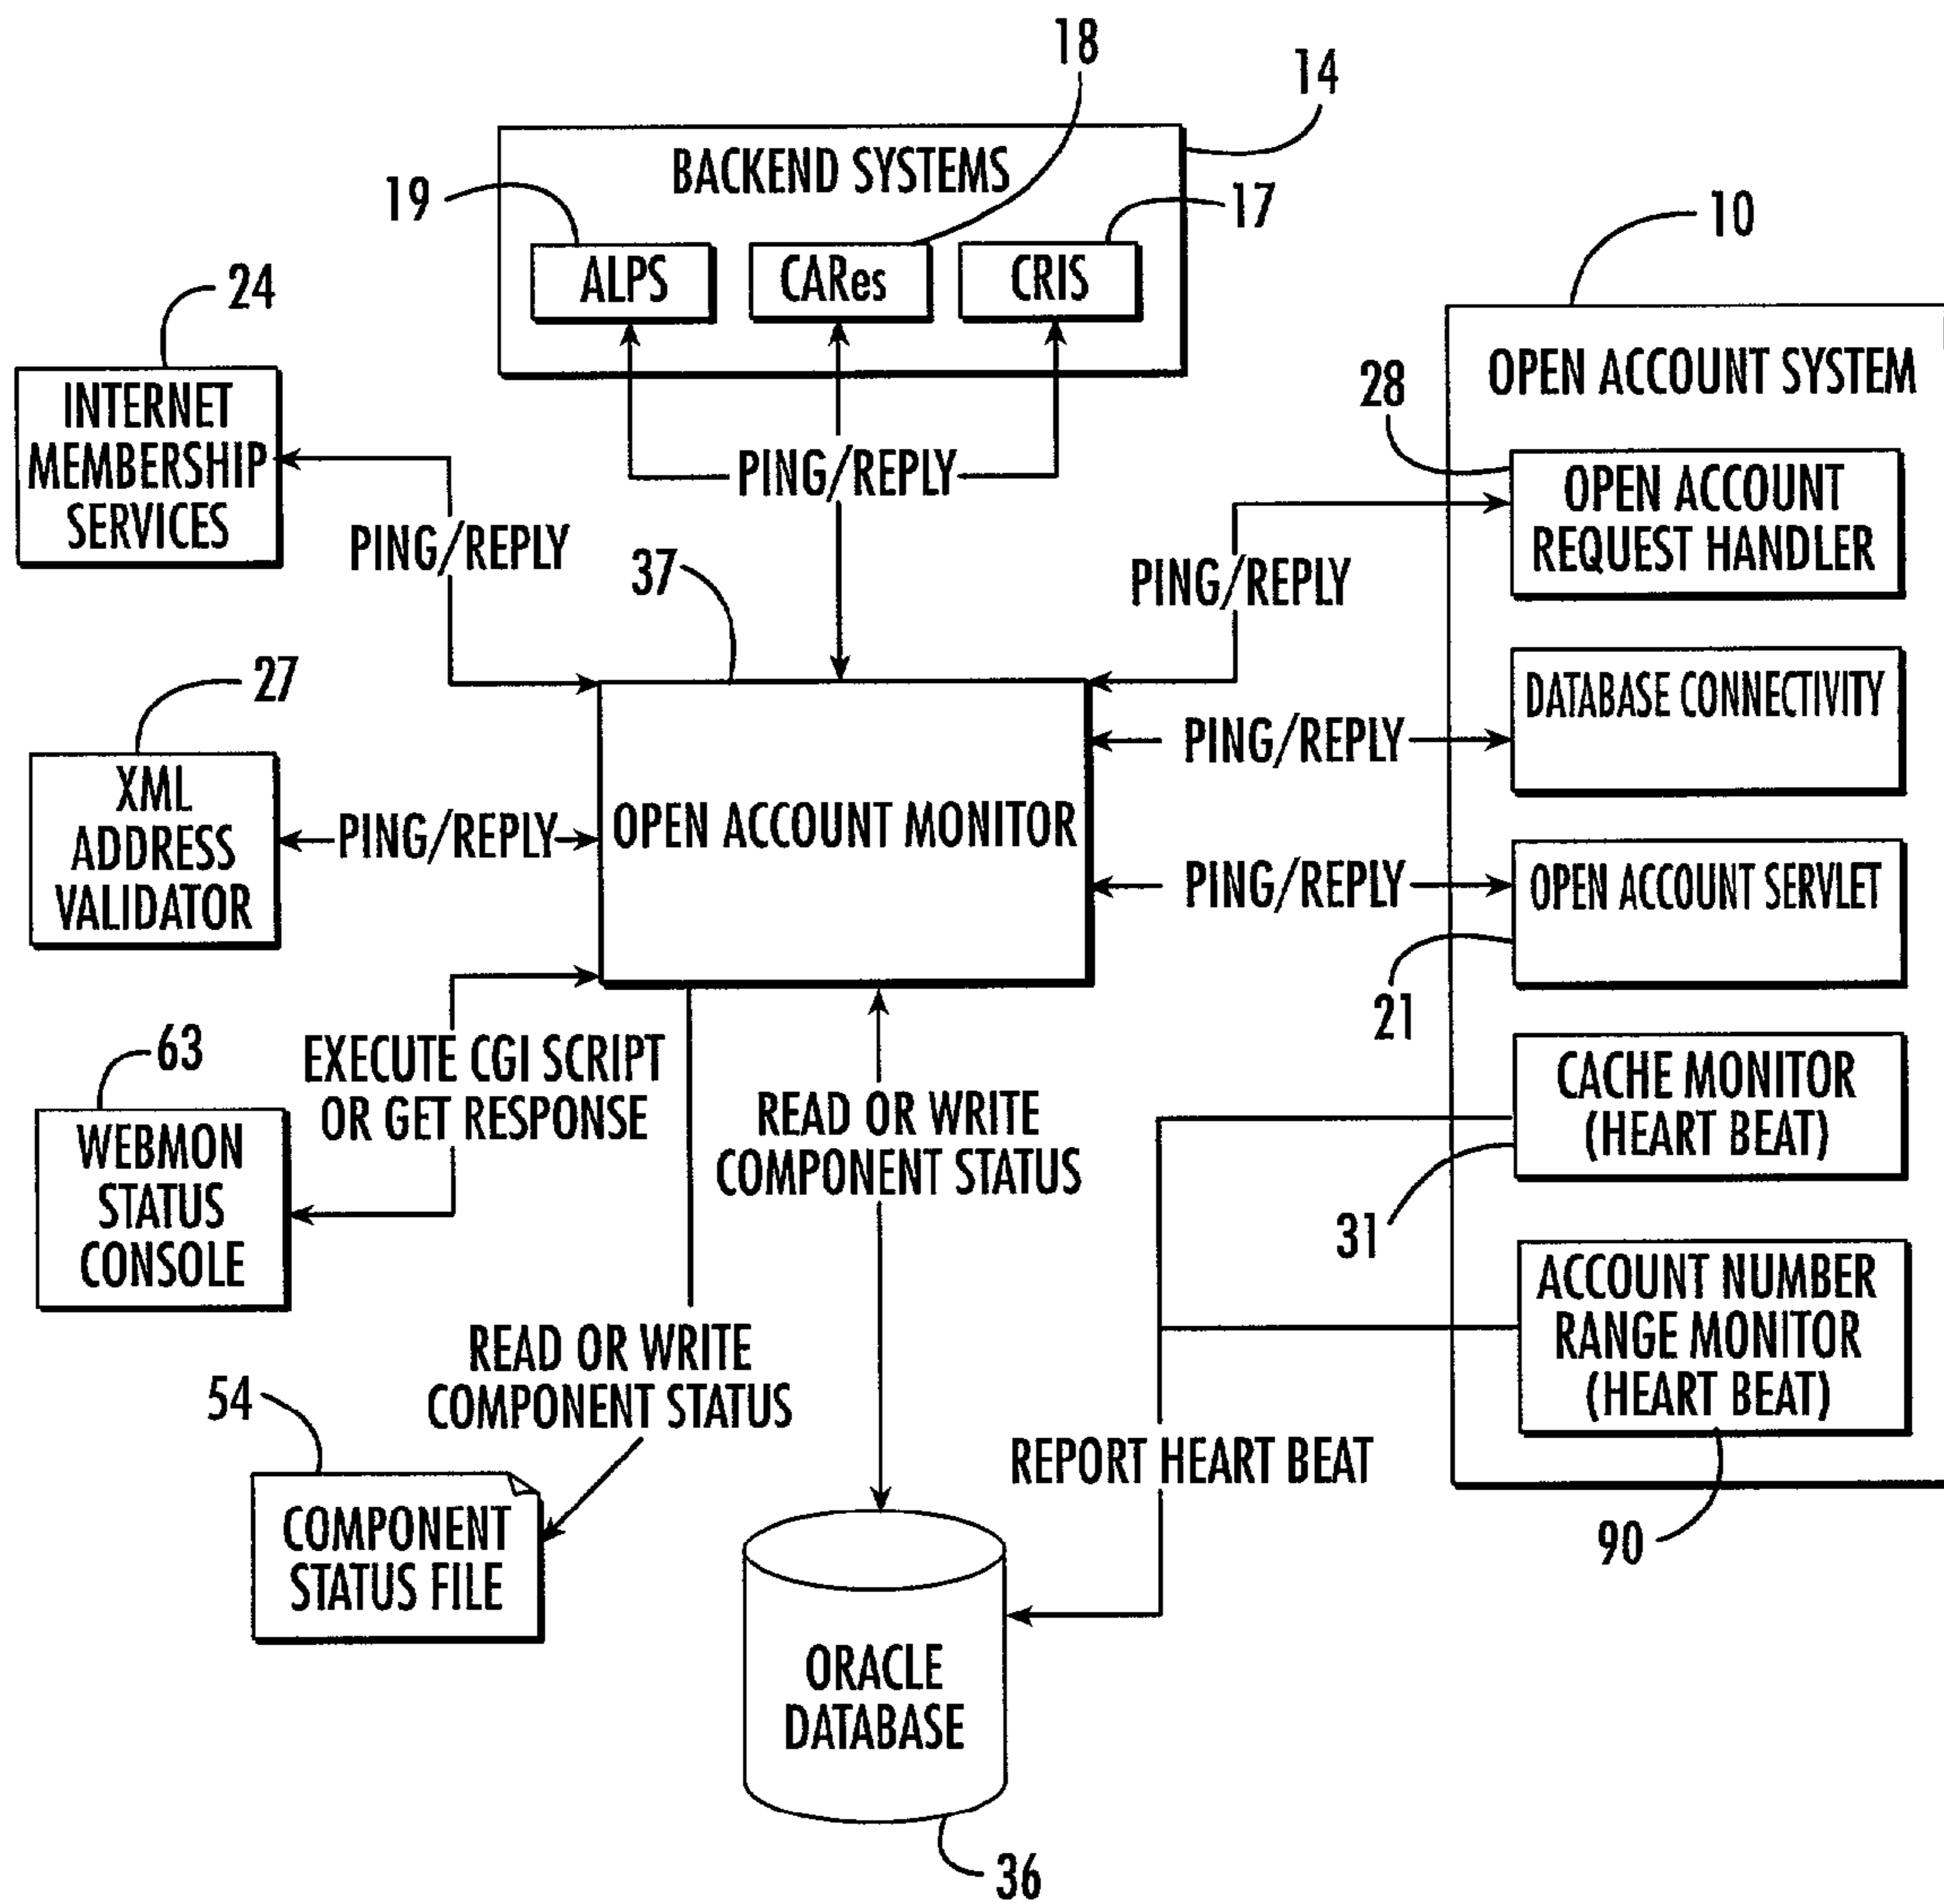 18
14
BACKEND SYSTEMS
19
17
10
ALPS
CARes
CRIS
24
OPEN ACCOUNT SYSTEM
28
INTERNET
MEMBERSHIP
SERVICES
PING/REPLY
OPEN ACCOUNT
REQUEST HANDLER
PING/REPLY
37
PING/REPLY
27
DATABASE CONNECTIVITY
PING/REPLY
XML
ADDRESS
VALIDATOR
PING/REPLY
OPEN ACCOUNT MONITOR
PING/REPLY
OPEN ACCOUNT SERVLET
21
63
EXECUTE CGI SCRIPT
OR GET RESPONSE
READ OR WRITE
COMPONENT STATUS
CACHE MONITOR
(HEART BEAT)
WEBMON
STATUS
CONSOLE
31
ACCOUNT NUMBER
RANGE MONITOR
(HEART BEAT)
READ OR WRITE
COMPONENT STATUS
54
REPORT HEART BEAT
90
COMPONENT
STATUS FILE
ORACLE
DATABASE
36